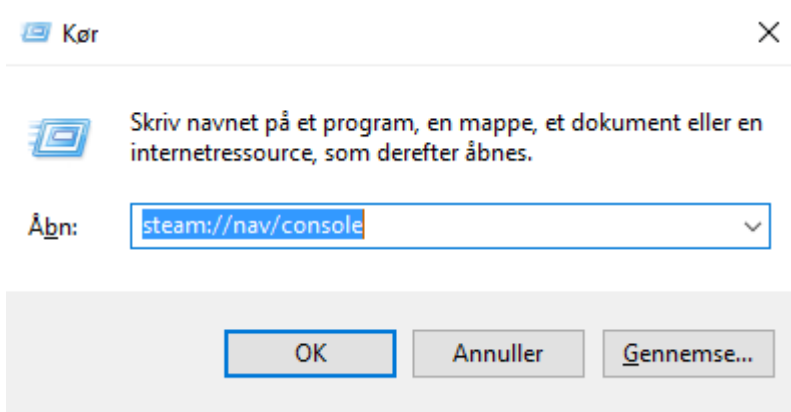 Kør
Skriv navnet på et program, en mappe, et dokument eller en
internetressource, som derefter åbnes.
Åbn: steam://nav/console
OK Annuller Gennemse...